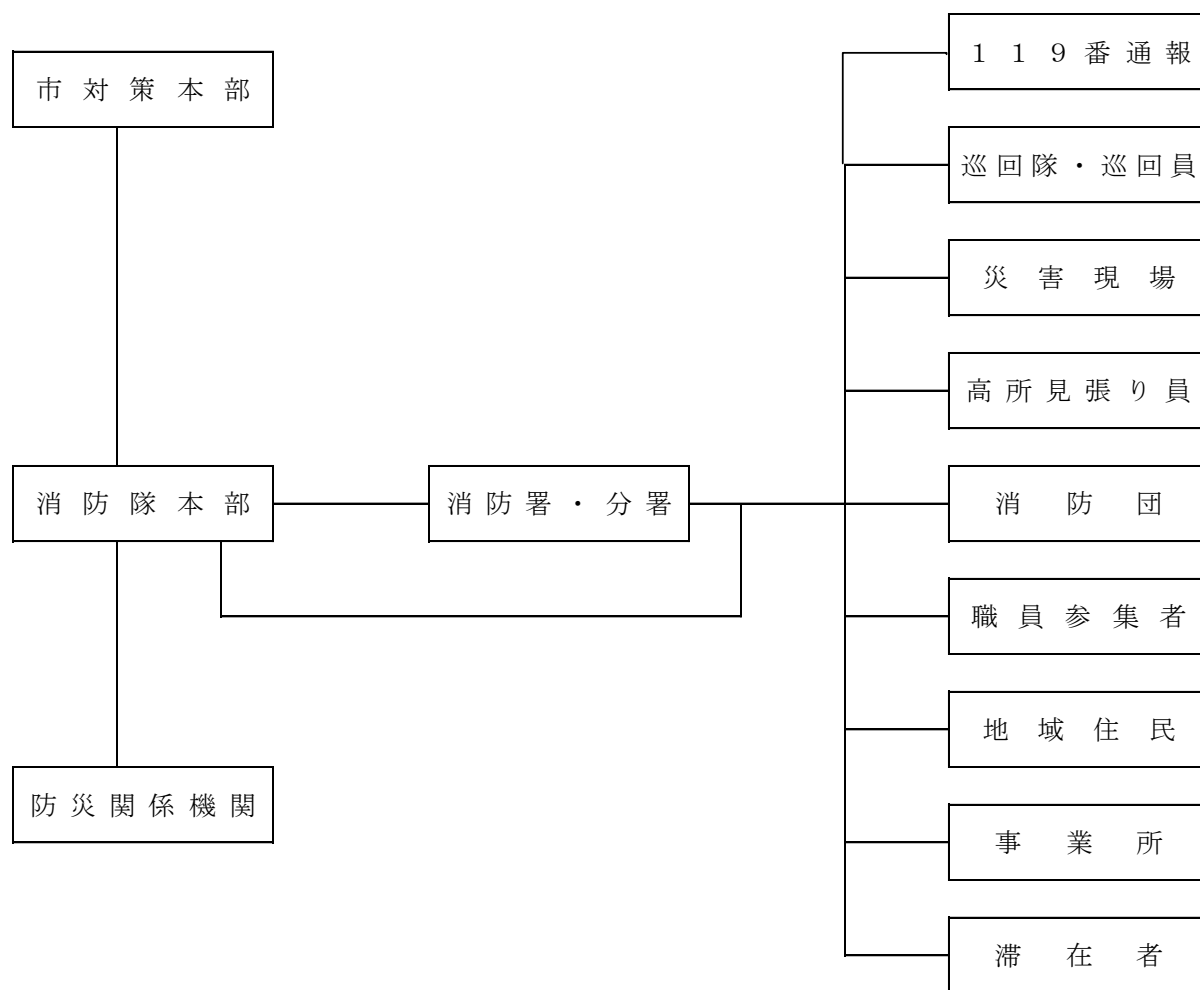 市対策本部
消防隊本部
防災関係機関
消防署・分署
１１９番通報
巡回隊・巡回員
災害現場
高所見張り員
消防団
職員参集者
地域住民
事業所
滞在者